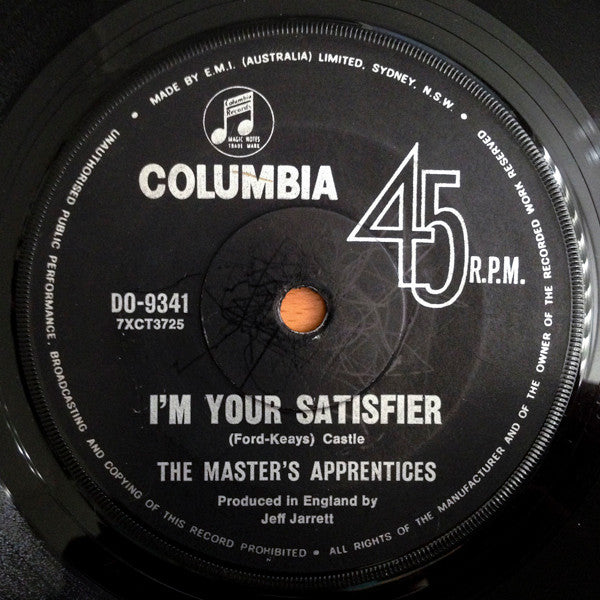 • MADE BY E.M.I. (AUSTRALIA) LIMITED, SYDNEY, N.S.W. •
Columbia
Records
MAGIC NOTES
TRADE MARK
COLUMBIA
45 R.P.M.
DO-9341
7XCT3725
I'M YOUR SATISFIER
(Ford-Keays) Castle
THE MASTER'S APPRENTICES
Produced in England by
Jeff Jarrett
UNAUTHORISED PUBLIC PERFORMANCE, BROADCASTING AND COPYING OF THIS RECORD PROHIBITED • ALL RIGHTS OF THE MANUFACTURER AND OF THE OWNER OF THE RECORDED WORK RESERVED